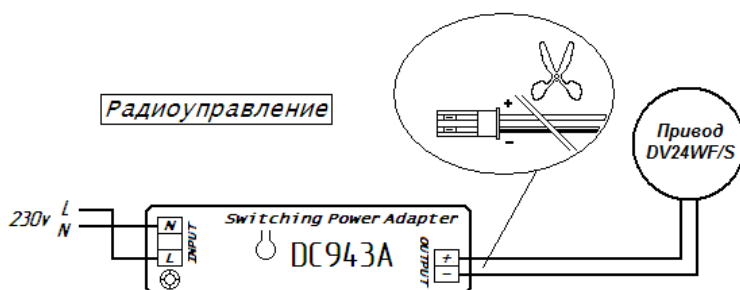 Радиоуправление
+
-
Привод
DV24WF/S
230v L
N
Switching Power Adapter
N
L
INPUT
DC943A
OUTPUT
+
-